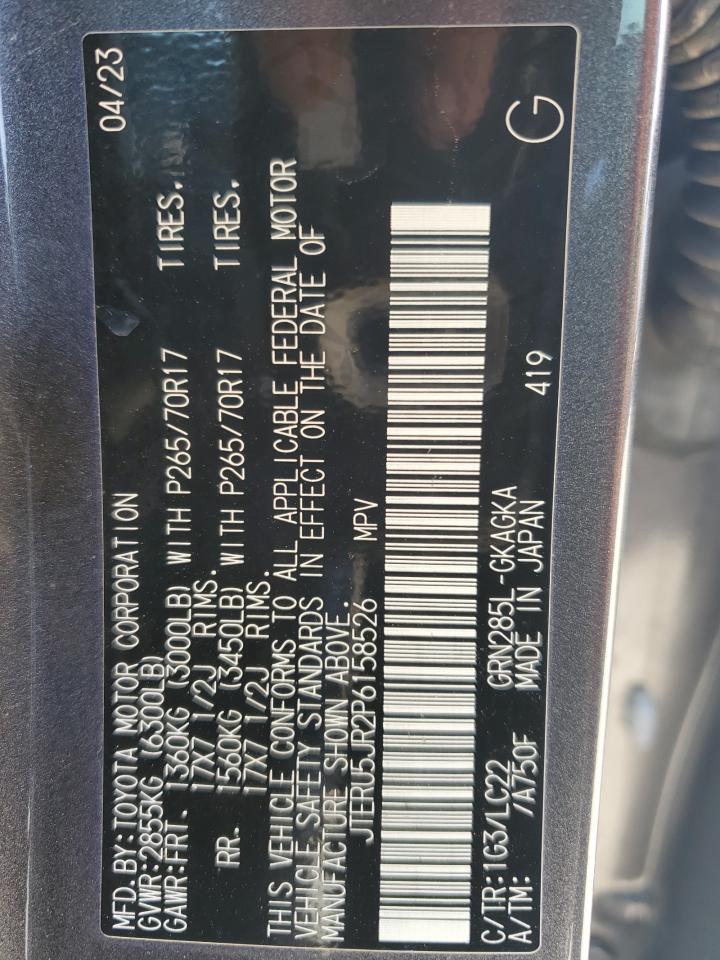 MFD. BY: TOYOTA MOTOR CORPORATION 04/23
GVWR: 2855KG (6300LB)
GAWR: FRT. 1360KG (3000LB) WITH P265/70R17 TIRES.
17X7 1/2J RIMS.
RR. 1560KG (3450LB) WITH P265/70R17 TIRES.
17X7 1/2J RIMS.
THIS VEHICLE CONFORMS TO ALL APPLICABLE FEDERAL MOTOR
VEHICLE SAFETY STANDARDS IN EFFECT ON THE DATE OF
MANUFACTURE SHOWN ABOVE.
JTERU5JR2P6158526 MPV
C/TR: 1G3/LC22 GRN285L-GKAGKA
A/TM: /A750F MADE IN JAPAN 419 G